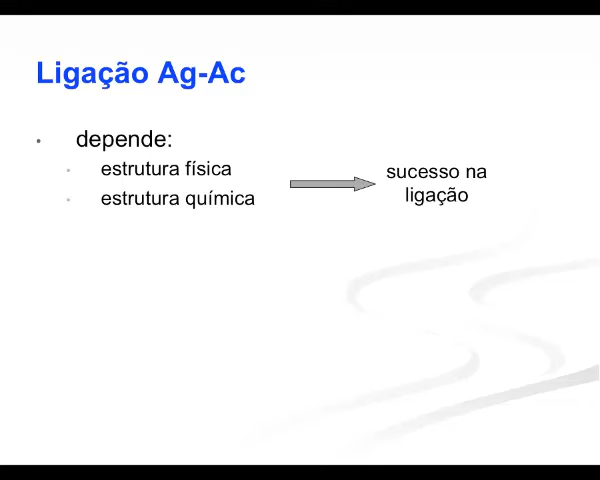 Ligação Ag-Ac
• depende:
• estrutura física
• estrutura química
sucesso na
ligação